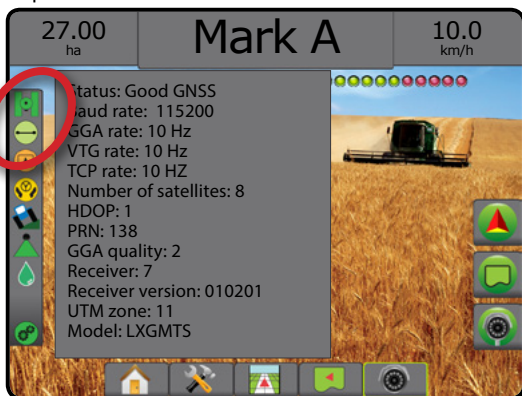 27.00
ha
Mark A
10.0
km/h
Status: Good GNSS
Baud rate: 115200
GGA rate: 10 Hz
VTG rate: 10 Hz
TCP rate: 10 HZ
Number of satellites: 8
HDOP: 1
PRN: 138
GGA quality: 2
Receiver: 7
Receiver version: 010201
UTM zone: 11
Model: LXGMTS